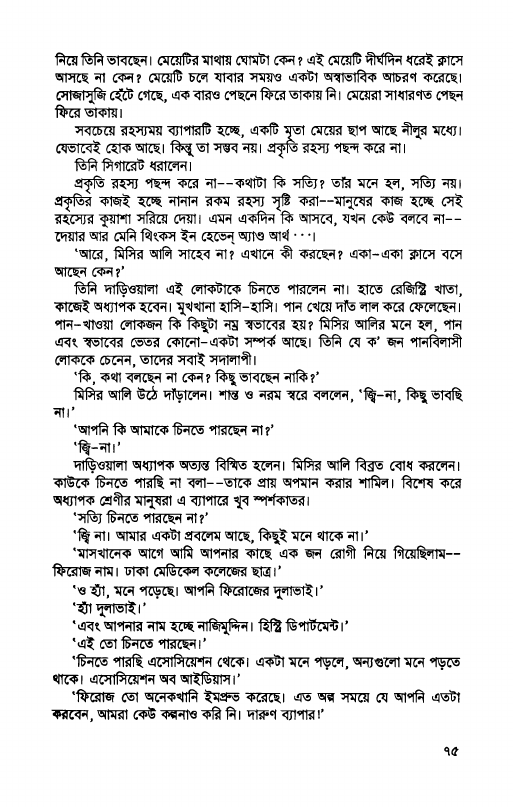 নিয়ে তিনি ভাবছেন। মেয়েটির মাথায় ঘোমটা কেন? এই মেয়েটি দীর্ঘদিন ধরেই ক্লাসে
আসছে না কেন? মেয়েটি চলে যাবার সময়ও একটা অস্বাভাবিক আচরণ করেছে।
সোজাসুজি হেঁটে গেছে, এক বারও পেছনে ফিরে তাকায় নি। মেয়েরা সাধারণত পেছন
ফিরে তাকায়।
সবচেয়ে রহস্যময় ব্যাপারটি হচ্ছে, একটি মৃতা মেয়ের ছাপ আছে নীলুর মধ্যে।
যেভাবেই হোক আছে। কিন্তু তা সম্ভব নয়। প্রকৃতি রহস্য পছন্দ করে না।
তিনি সিগারেট ধরালেন।
প্রকৃতি রহস্য পছন্দ করে না--কথাটা কি সত্যি? তাঁর মনে হল, সত্যি নয়।
প্রকৃতির কাজই হচ্ছে নানান রকম রহস্য সৃষ্টি করা--মানুষের কাজ হচ্ছে সেই
রহস্যের কুয়াশা সরিয়ে দেয়া। এমন একদিন কি আসবে, যখন কেউ বলবে না--
দেয়ার আর মেনি থিংকস ইন হেভেন্ অ্যাণ্ড আর্থ ···।
‘আরে, মিসির আলি সাহেব না? এখানে কী করছেন? একা-একা ক্লাসে বসে
আছেন কেন?’
তিনি দাড়িওয়ালা এই লোকটাকে চিনতে পারলেন না। হাতে রেজিস্ট্রি খাতা,
কাজেই অধ্যাপক হবেন। মুখখানা হাসি-হাসি। পান খেয়ে দাঁত লাল করে ফেলেছেন।
পান-খাওয়া লোকজন কি কিছুটা নম্র স্বভাবের হয়? মিসির আলির মনে হল, পান
এবং স্বভাবের ভেতর কোনো-একটা সম্পর্ক আছে। তিনি যে ক’ জন পানবিলাসী
লোককে চেনেন, তাদের সবাই সদালাপী।
‘কি, কথা বলছেন না কেন? কিছু ভাবছেন নাকি?’
মিসির আলি উঠে দাঁড়ালেন। শান্ত ও নরম স্বরে বললেন, ‘জ্বি-না, কিছু ভাবছি
না।’
‘আপনি কি আমাকে চিনতে পারছেন না?’
‘জ্বি-না।’
দাড়িওয়ালা অধ্যাপক অত্যন্ত বিস্মিত হলেন। মিসির আলি বিব্রত বোধ করলেন।
কাউকে চিনতে পারছি না বলা--তাকে প্রায় অপমান করার শামিল। বিশেষ করে
অধ্যাপক শ্রেণীর মানুষরা এ ব্যাপারে খুব স্পর্শকাতর।
‘সত্যি চিনতে পারছেন না?’
‘জ্বি না। আমার একটা প্রবলেম আছে, কিছুই মনে থাকে না।’
‘মাসখানেক আগে আমি আপনার কাছে এক জন রোগী নিয়ে গিয়েছিলাম--
ফিরোজ নাম। ঢাকা মেডিকেল কলেজের ছাত্র।’
‘ও হ্যাঁ, মনে পড়েছে। আপনি ফিরোজের দুলাভাই।’
‘হ্যাঁ দুলাভাই।’
‘এবং আপনার নাম হচ্ছে নাজিমুদ্দিন। হিস্ট্রি ডিপার্টমেন্ট।’
‘এই তো চিনতে পারছেন।’
‘চিনতে পারছি এসোসিয়েশন থেকে। একটা মনে পড়লে, অন্যগুলো মনে পড়তে
থাকে। এসোসিয়েশন অব আইডিয়াস।’
‘ফিরোজ তো অনেকখানি ইমপ্রুভ করেছে। এত অল্প সময়ে যে আপনি এতটা
করবেন, আমরা কেউ কল্পনাও করি নি। দারুণ ব্যাপার!’
৭৫